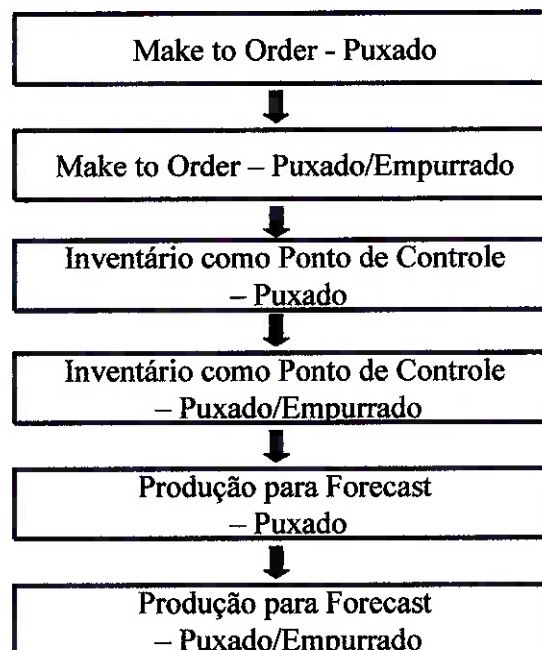 Make to Order - Puxado
Make to Order – Puxado/Empurrado
Inventário como Ponto de Controle
– Puxado
Inventário como Ponto de Controle
– Puxado/Empurrado
Produção para Forecast
– Puxado
Produção para Forecast
– Puxado/Empurrado